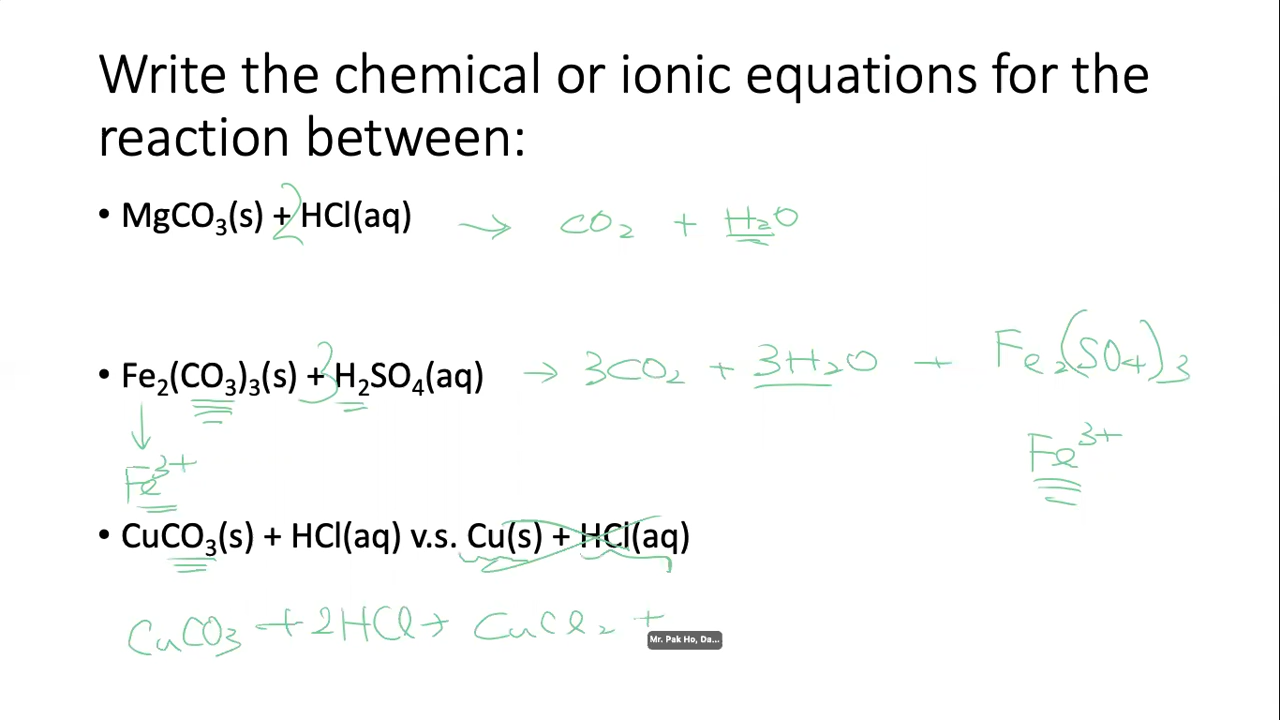 Write the chemical or ionic equations for the
reaction between:
• MgCO₃(s) + 2 HCl(aq) → CO₂ + H₂O
• Fe₂(CO₃)₃(s) + 3 H₂SO₄(aq) → 3CO₂ + 3H₂O + Fe₂(SO₄)₃
Fe³⁺ Fe³⁺
• CuCO₃(s) + HCl(aq) v.s. Cu(s) + HCl(aq)
CuCO₃ + 2HCl → CuCl₂ +
Mr. Pak Ho, Da...